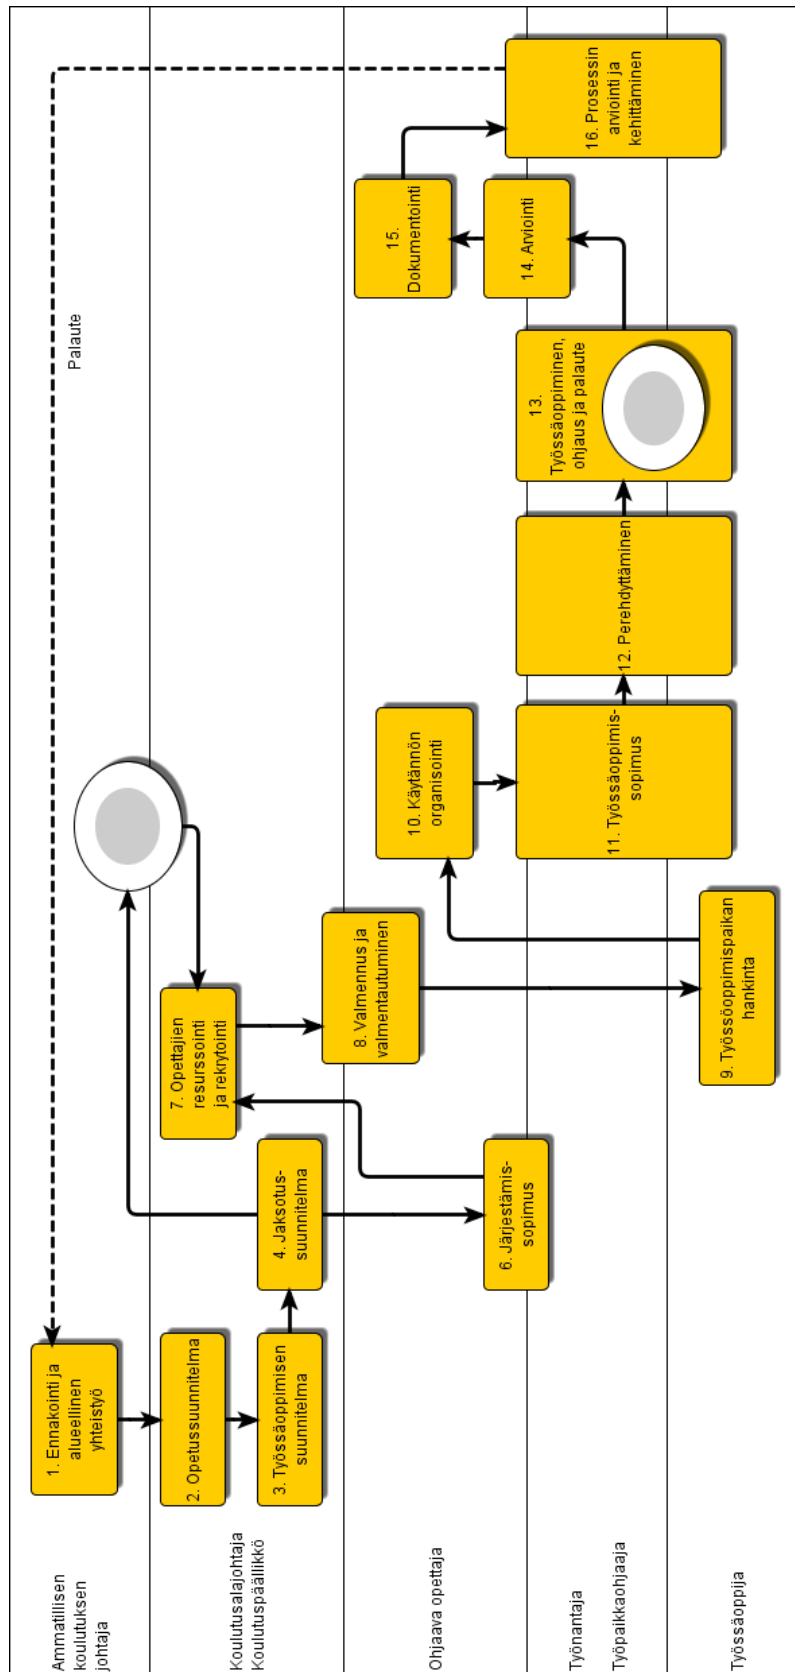 Ammatillisen
koulutuksen
johtaja
Koulutusalajohtaja
Koulutuspäällikkö
Ohjaava opettaja
Työnantaja
Työpaikkaohjaaja
Työssäoppija
1. Ennakointi ja
alueellinen
yhteistyö
2. Opetussuunnitelma
3. Työssäoppimisen
suunnitelma
4. Jaksotus-
suunnitelma
6. Järjestämis-
sopimus
7. Opettajien
resurssointi
ja rekrytointi
8. Valmennus ja
valmentautuminen
9. Työssöoppimispaikan
hankinta
10. Käytännön
organisointi
11. Työssäoppimis-
sopimus
12. Perehdyttäminen
13.
Työssäoppiminen,
ohjaus ja palaute
14. Arviointi
15.
Dokumentointi
16. Prosessin
arviointi ja
kehittäminen
Palaute